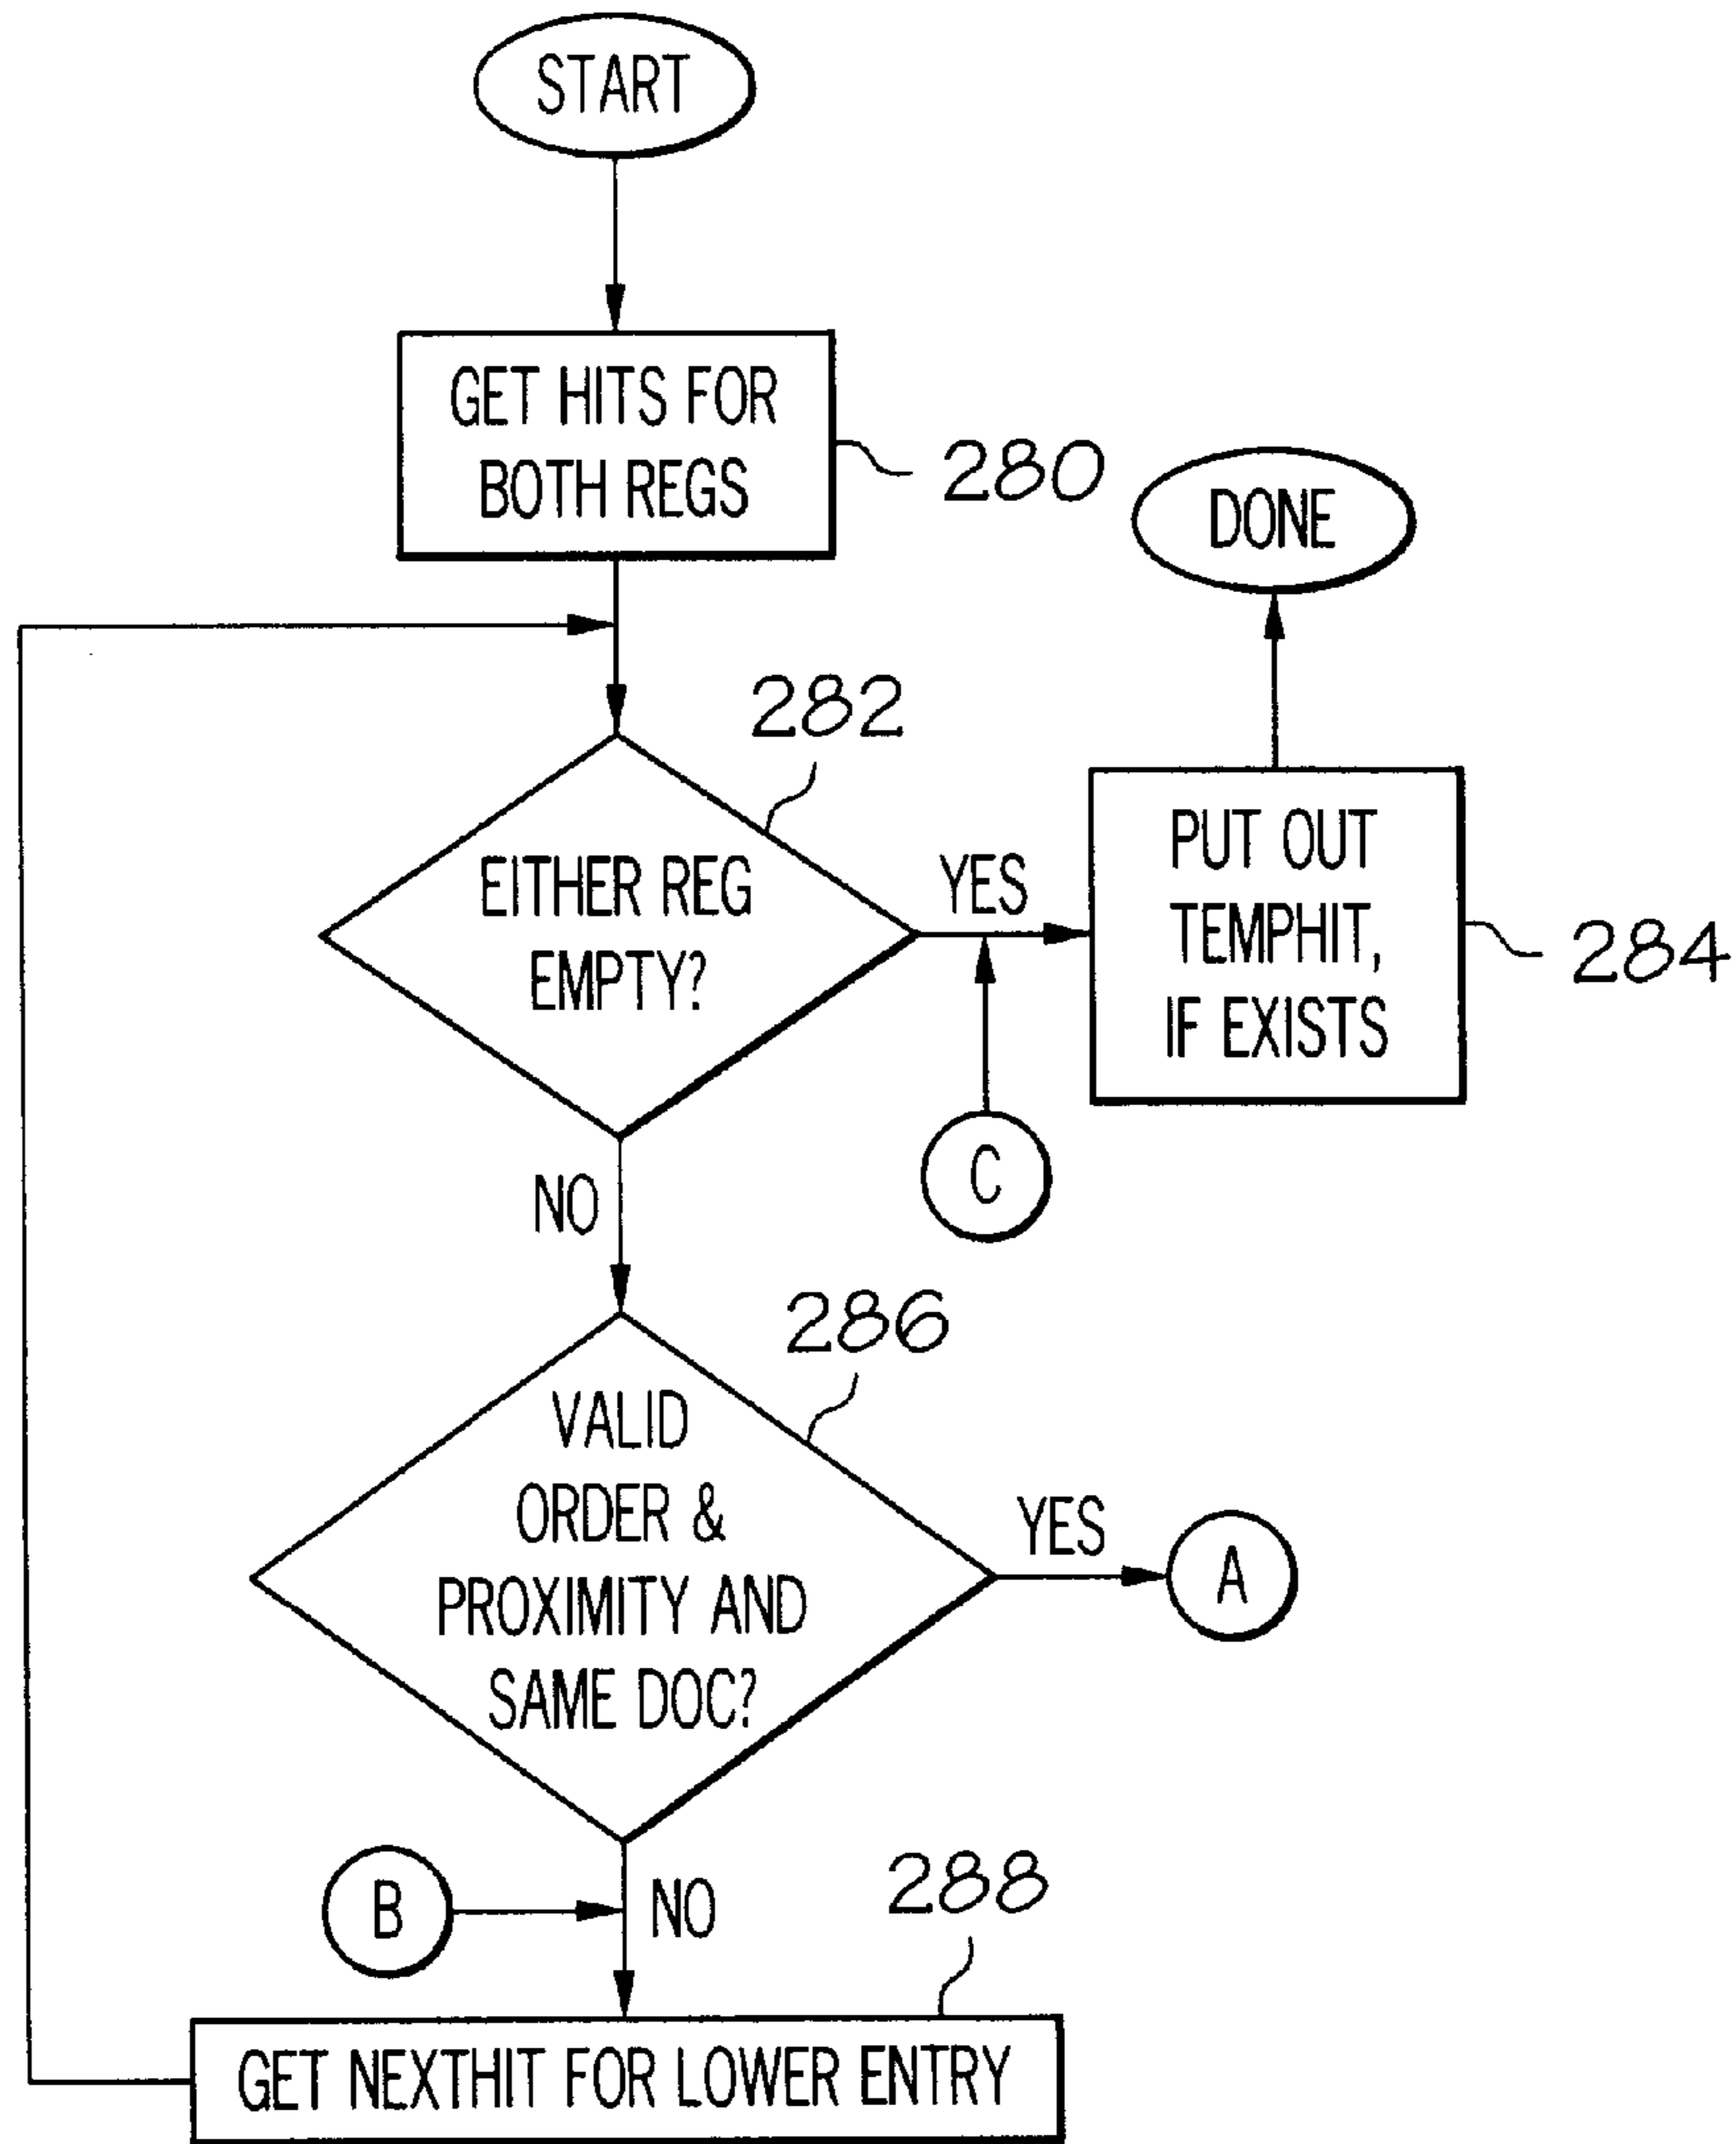 START
GET HITS FOR
BOTH REGS
280
DONE
282
EITHER REG
EMPTY?
YES
PUT OUT
TEMPHIT,
IF EXISTS
284
C
NO
286
VALID
ORDER &
PROXIMITY AND
SAME DOC?
YES
A
B
NO
288
GET NEXTHIT FOR LOWER ENTRY